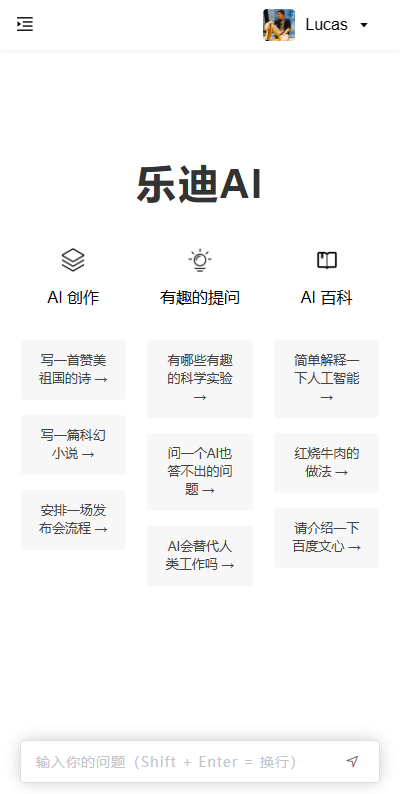 Lucas
乐迪AI
AI 创作
写一首赞美
祖国的诗 →
写一篇科幻
小说 →
安排一场发
布会流程 →
有趣的提问
有哪些有趣
的科学实验
→
问一个AI也
答不出的问
题 →
AI会替代人
类工作吗 →
AI 百科
简单解释一
下人工智能
→
红烧牛肉的
做法 →
请介绍一下
百度文心 →
输入你的问题（Shift + Enter = 换行）